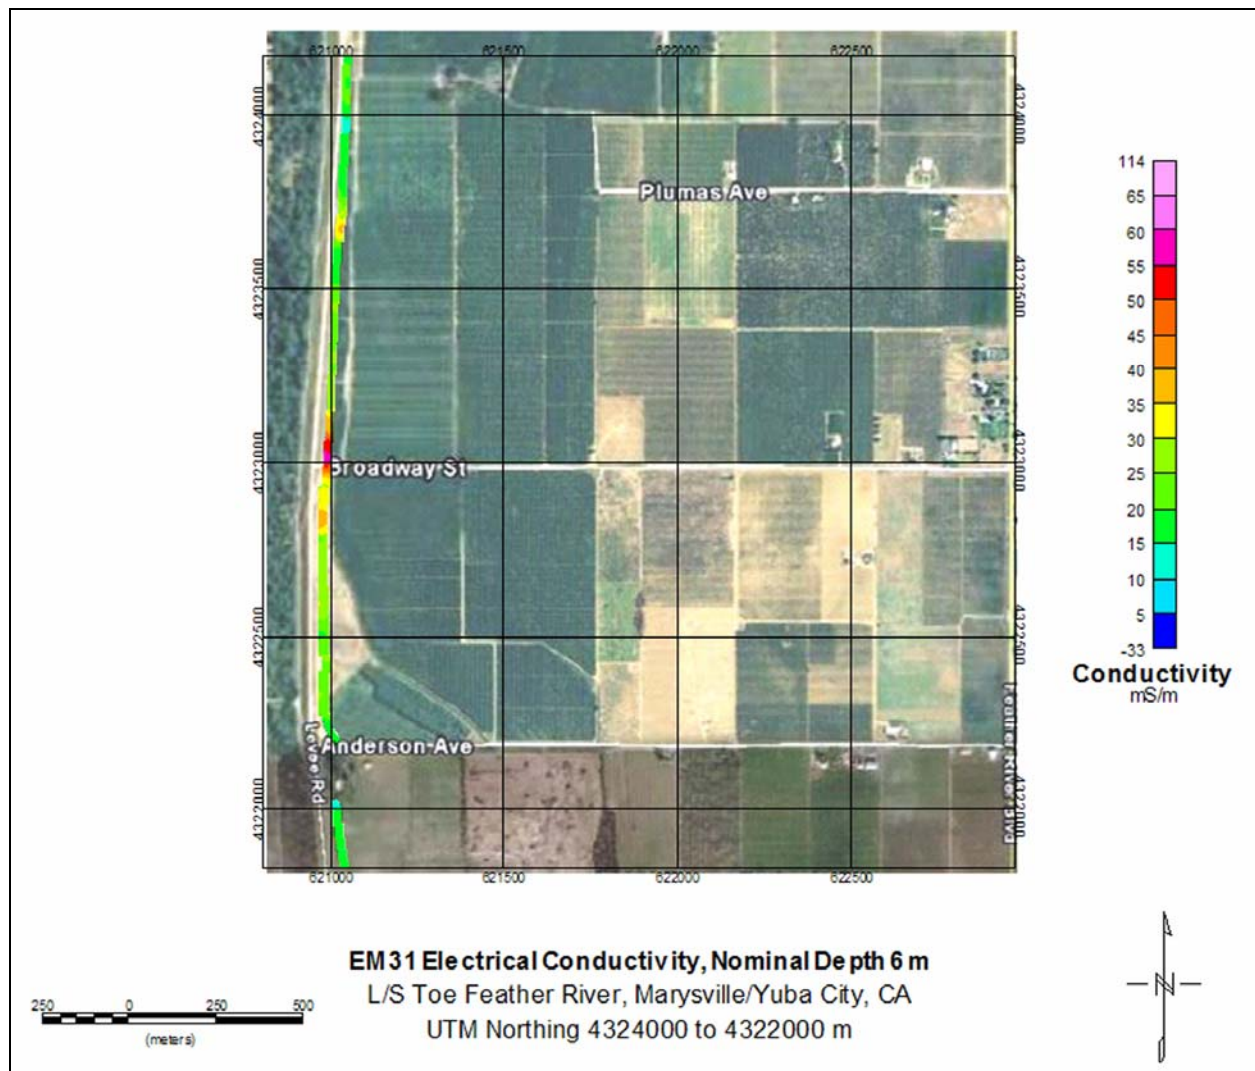 621000 621500 622000 622500
4324000 4324000
Plumas Ave
4323500 4323500
4323000 4323000
Broadway St
4322500 4322500
Levee Rd
Anderson Ave
Feather River Blvd
4322000 4322000
621000 621500 622000 622500
114
65
60
55
50
45
40
35
30
25
20
15
10
5
-33
Conductivity
mS/m
EM31 Electrical Conductivity, Nominal Depth 6 m
L/S Toe Feather River, Marysville/Yuba City, CA
UTM Northing 4324000 to 4322000 m
250 0 250 500
(meters)
N